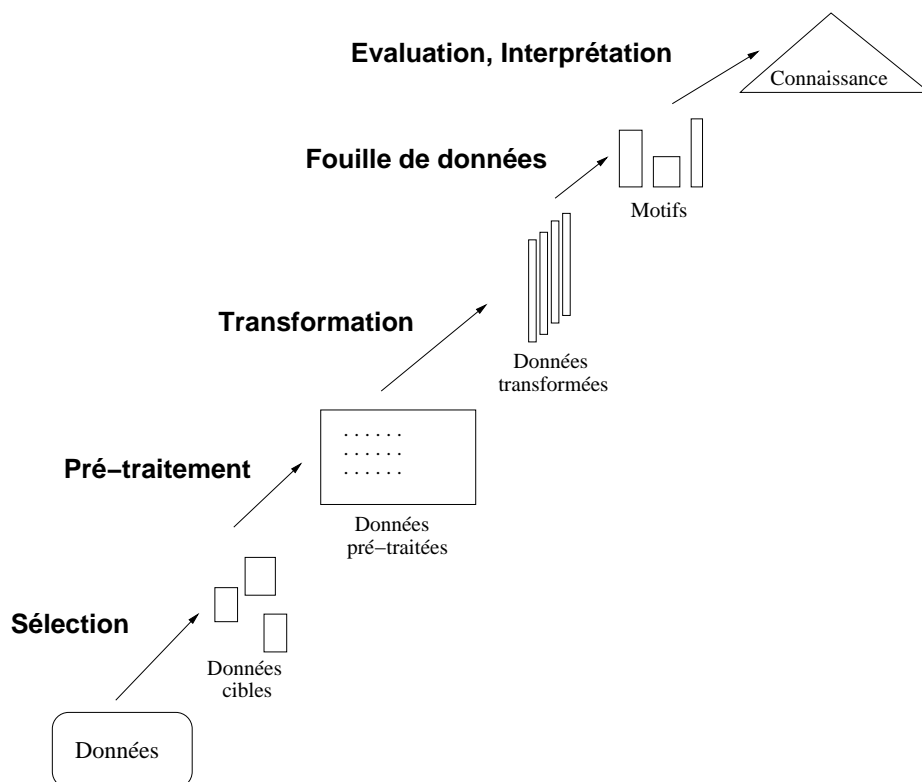 Evaluation, Interprétation
Connaissance
Fouille de données
Motifs
Transformation
Données
transformées
Pré−traitement
Données
pré−traitées
Sélection
Données
cibles
Données